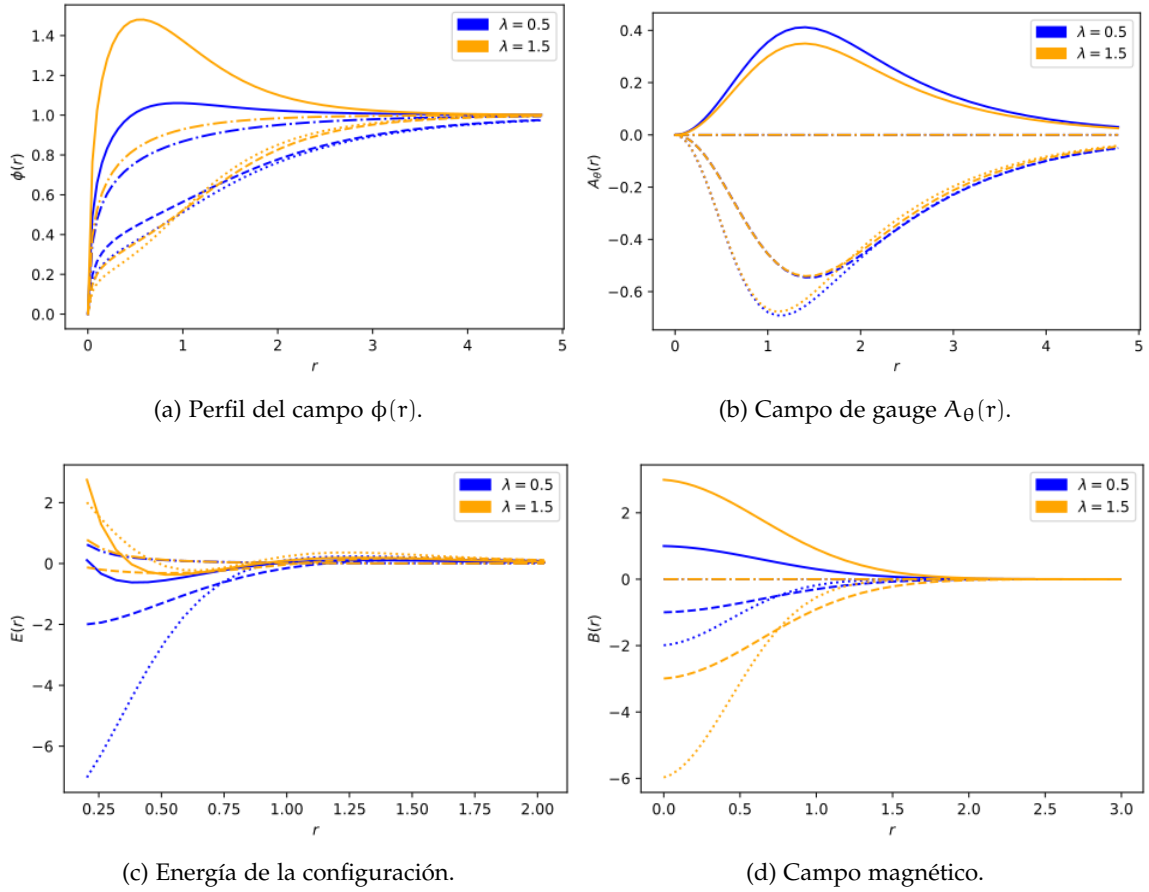 λ = 0.5
λ = 1.5
1.4
1.2
1.0
0.8
0.6
0.4
0.2
0.0
ϕ(r)
0
1
2
3
4
5
r
(a) Perfil del campo ϕ(r).
λ = 0.5
λ = 1.5
0.4
0.2
0.0
−0.2
−0.4
−0.6
A_θ(r)
0
1
2
3
4
5
r
(b) Campo de gauge A_θ(r).
λ = 0.5
λ = 1.5
2
0
−2
−4
−6
E(r)
0.25
0.50
0.75
1.00
1.25
1.50
1.75
2.00
r
(c) Energía de la configuración.
λ = 0.5
λ = 1.5
2
0
−2
−4
−6
B(r)
0.0
0.5
1.0
1.5
2.0
2.5
3.0
r
(d) Campo magnético.